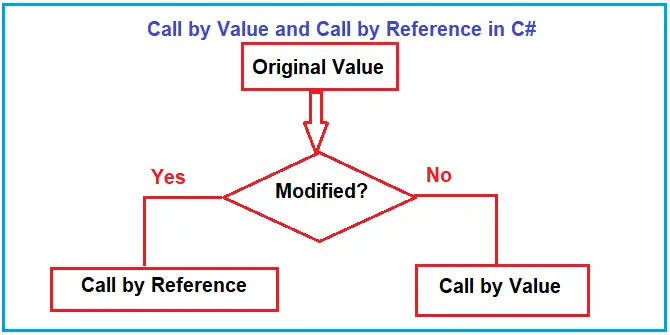 Call by Value and Call by Reference in C#
Original Value
Modified?
Yes
No
Call by Reference
Call by Value